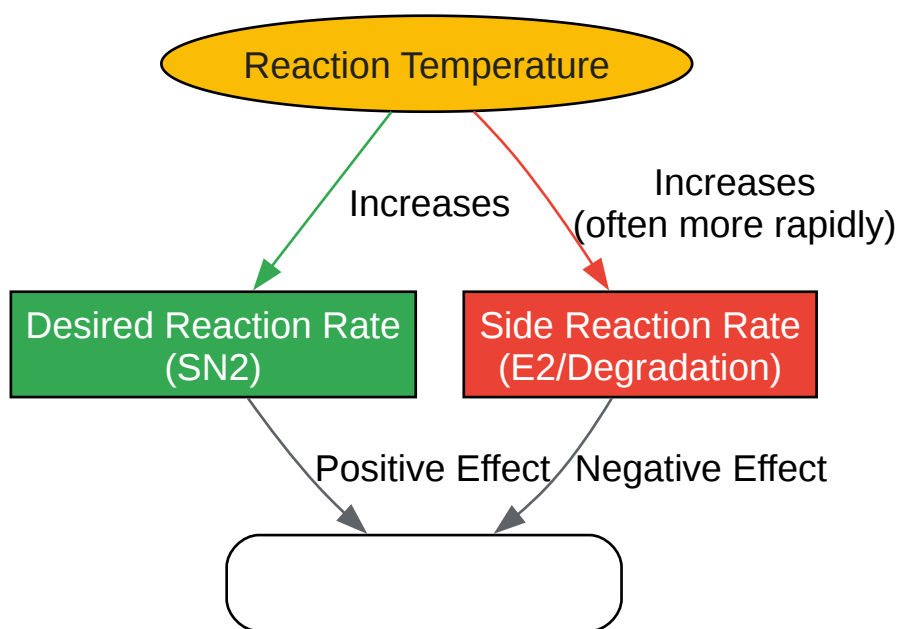 Reaction Temperature
Increases
Increases
(often more rapidly)
Desired Reaction Rate
(SN2)
Side Reaction Rate
(E2/Degradation)
Positive Effect
Negative Effect